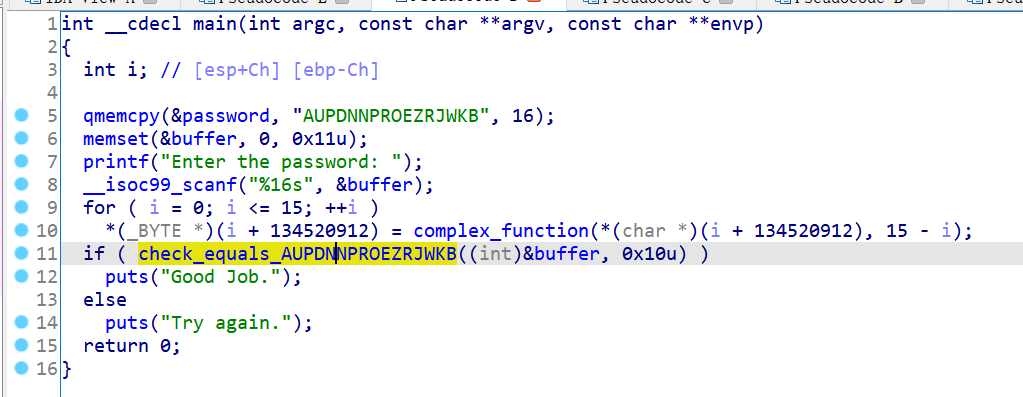 1 int __cdecl main(int argc, const char **argv, const char **envp)
2 {
3   int i; // [esp+Ch] [ebp-Ch]
4
5   qmemcpy(&password, "AUPDNNPROEZRJWKB", 16);
6   memset(&buffer, 0, 0x11u);
7   printf("Enter the password: ");
8   __isoc99_scanf("%16s", &buffer);
9   for ( i = 0; i <= 15; ++i )
10     *(_BYTE *)(i + 134520912) = complex_function(*(char *)(i + 134520912), 15 - i);
11   if ( check_equals_AUPDNNPROEZRJWKB((int)&buffer, 0x10u) )
12     puts("Good Job.");
13   else
14     puts("Try again.");
15   return 0;
16 }